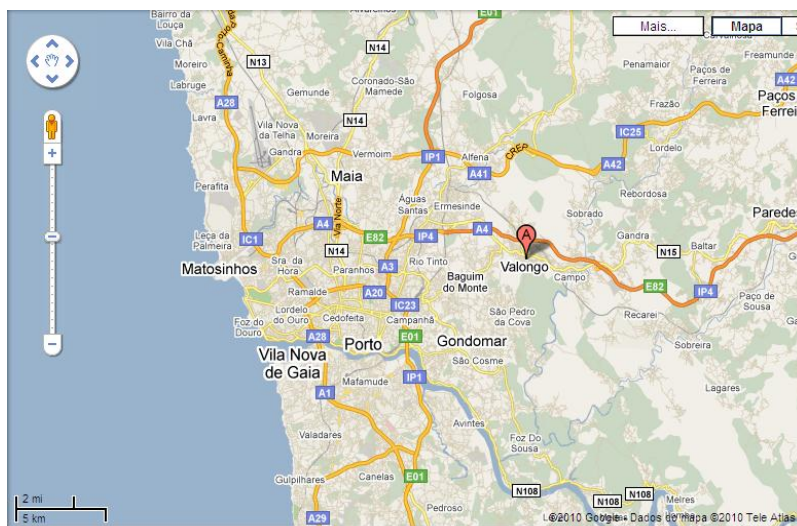 Bairro do
Louça
Vila Chã
Moreiro
Labruge
Lavra
A28
N13
N14
E01
Mais...
Mapa
Penamaior
Freamunde
Paços de
Ferreira
A42
Paços
Ferrei
Frazão
Lordelo
IC25
A42
Rebordosa
Coronado-São
Mamede
Folgosa
Gemunde
Vila Nova
da Telha
Moreira
Gandra
N14
Vermoim
IP1
Alfena
A41
CREP
Maia
Perafita
Via Norte
Águas
Santas
Ermesinde
Sobrado
Paredes
Leça da
Palmeira
IC1
A4
E82
IP4
A4
A
Gandra
Baltar
N15
N14
Matosinhos
Sra. da
Hora
Paranhos
A3
Rio Tinto
Baguim
do Monte
Valongo
Campo
E82
IP4
Paço de
Sousa
Ramalde
A20
IC23
Recarei
Foz do
Douro
Lordelo
do Ouro
Cedofeita
Campanhã
São Pedro
da Cova
A28
Porto
E01
Gondomar
Sobreira
Vila Nova
de Gaia
São Cosme
Mafamude
IP1
A1
Lagares
Avintes
Valadares
Foz Do
Sousa
Gulpilhares
Canelas
E01
N108
N108
N108
Pedroso
Melres
A29
2 mi
5 km
©2010 Google - Dados do mapa ©2010 Tele Atlas